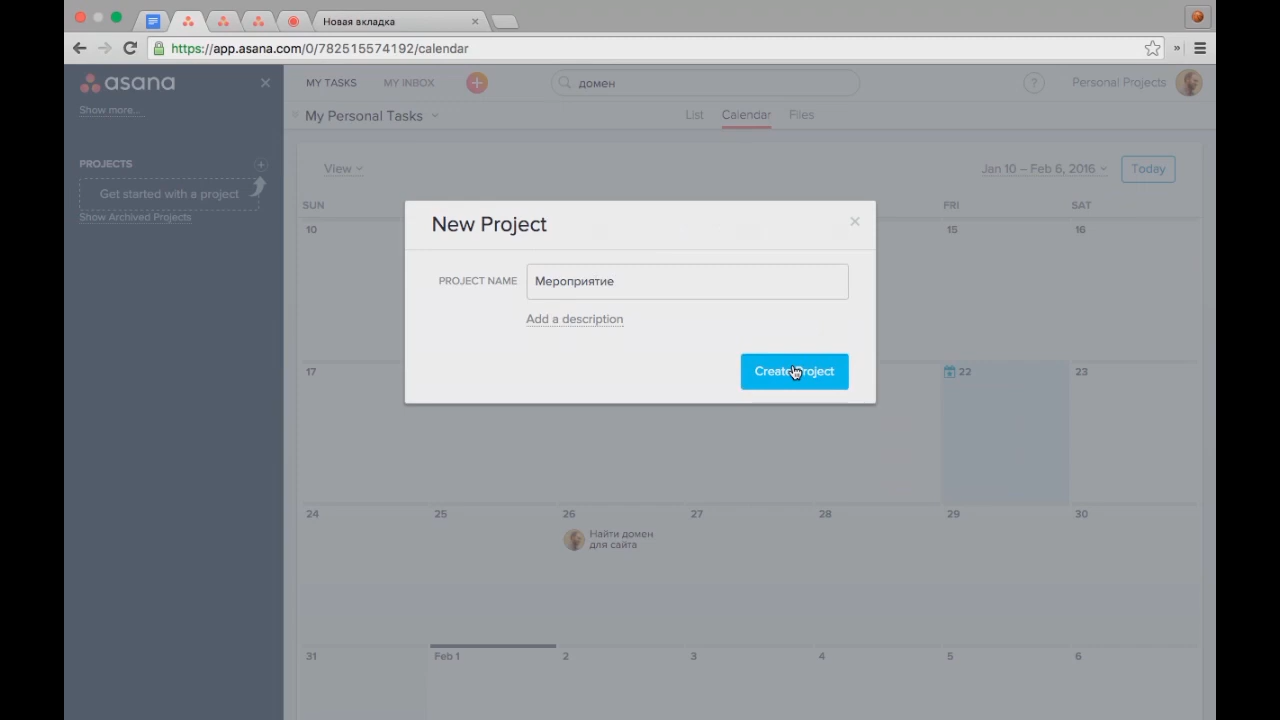 Новая вкладка
https://app.asana.com/0/782515574192/calendar
asana
MY TASKS
MY INBOX
домен
?
Personal Projects
Show more...
My Personal Tasks
List
Calendar
Files
PROJECTS
Get started with a project
Show Archived Projects
View
Jan 10 – Feb 6, 2016
Today
SUN
FRI
SAT
10
15
16
New Project
PROJECT NAME
Мероприятие
Add a description
Create Project
17
22
23
24
25
26
27
28
29
30
Найти домен
для сайта
31
Feb 1
2
3
4
5
6